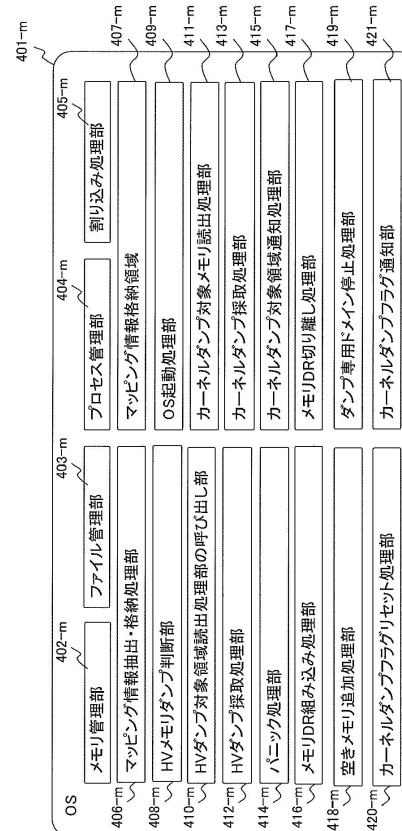 401-m
OS
402-m
403-m
404-m
405-m
メモリ管理部
ファイル管理部
プロセス管理部
割り込み処理部
406-m
マッピング情報抽出・格納処理部
マッピング情報格納領域
407-m
408-m
HVメモリダンプ判断部
OS起動処理部
409-m
410-m
HVダンプ対象領域読出処理部の呼び出し部
カーネルダンプ対象メモリ読出処理部
411-m
412-m
HVダンプ採取処理部
カーネルダンプ採取処理部
413-m
414-m
パニック処理部
カーネルダンプ対象領域通知処理部
415-m
416-m
メモリDR組み込み処理部
メモリDR切り離し処理部
417-m
418-m
空きメモリ追加処理部
ダンプ専用ドメイン停止処理部
419-m
420-m
カーネルダンプフラグリセット処理部
カーネルダンプフラグ通知部
421-m